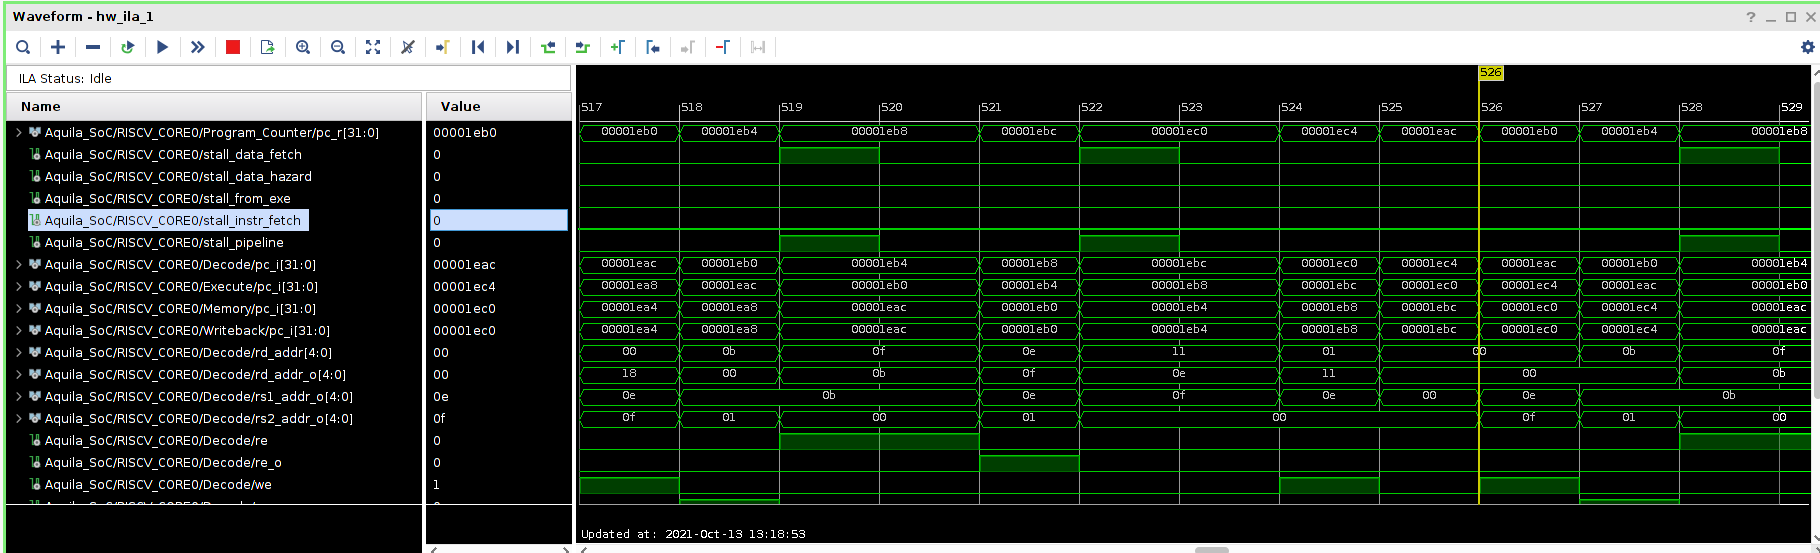 Waveform - hw_ila_1
ILA Status: Idle
Name Value
526
517 518 519 520 521 522 523 524 525 526 527 528 529
Aquila_SoC/RISCV_CORE0/Program_Counter/pc_r[31:0] 00001eb0 00001eb0 00001eb4 00001eb8 00001ebc 00001ec0 00001ec4 00001eac 00001eb0 00001eb4 00001eb8
Aquila_SoC/RISCV_CORE0/stall_data_fetch 0
Aquila_SoC/RISCV_CORE0/stall_data_hazard 0
Aquila_SoC/RISCV_CORE0/stall_from_exe 0
Aquila_SoC/RISCV_CORE0/stall_instr_fetch 0
Aquila_SoC/RISCV_CORE0/stall_pipeline 0
Aquila_SoC/RISCV_CORE0/Decode/pc_i[31:0] 00001eac 00001eac 00001eb0 00001eb4 00001eb8 00001ebc 00001ec0 00001ec4 00001eac 00001eb0 00001eb4
Aquila_SoC/RISCV_CORE0/Execute/pc_i[31:0] 00001ec4 00001ea8 00001eac 00001eb0 00001eb4 00001eb8 00001ebc 00001ec0 00001ec4 00001eac 00001eb0
Aquila_SoC/RISCV_CORE0/Memory/pc_i[31:0] 00001ec0 00001ea4 00001ea8 00001eac 00001eb0 00001eb4 00001eb8 00001ebc 00001ec0 00001ec4 00001eac
Aquila_SoC/RISCV_CORE0/Writeback/pc_i[31:0] 00001ec0 00001ea4 00001ea8 00001eac 00001eb0 00001eb4 00001eb8 00001ebc 00001ec0 00001ec4 00001eac
Aquila_SoC/RISCV_CORE0/Decode/rd_addr[4:0] 00 00 0b 0f 0e 11 01 00 0b 0f
Aquila_SoC/RISCV_CORE0/Decode/rd_addr_o[4:0] 00 18 00 0b 0f 0e 11 00 0b
Aquila_SoC/RISCV_CORE0/Decode/rs1_addr_o[4:0] 0e 0e 0b 0e 0f 0e 00 0e 0b
Aquila_SoC/RISCV_CORE0/Decode/rs2_addr_o[4:0] 0f 0f 01 00 01 00 0f 01 00
Aquila_SoC/RISCV_CORE0/Decode/re 0
Aquila_SoC/RISCV_CORE0/Decode/re_o 0
Aquila_SoC/RISCV_CORE0/Decode/we 1
Updated at: 2021-Oct-13 13:18:53